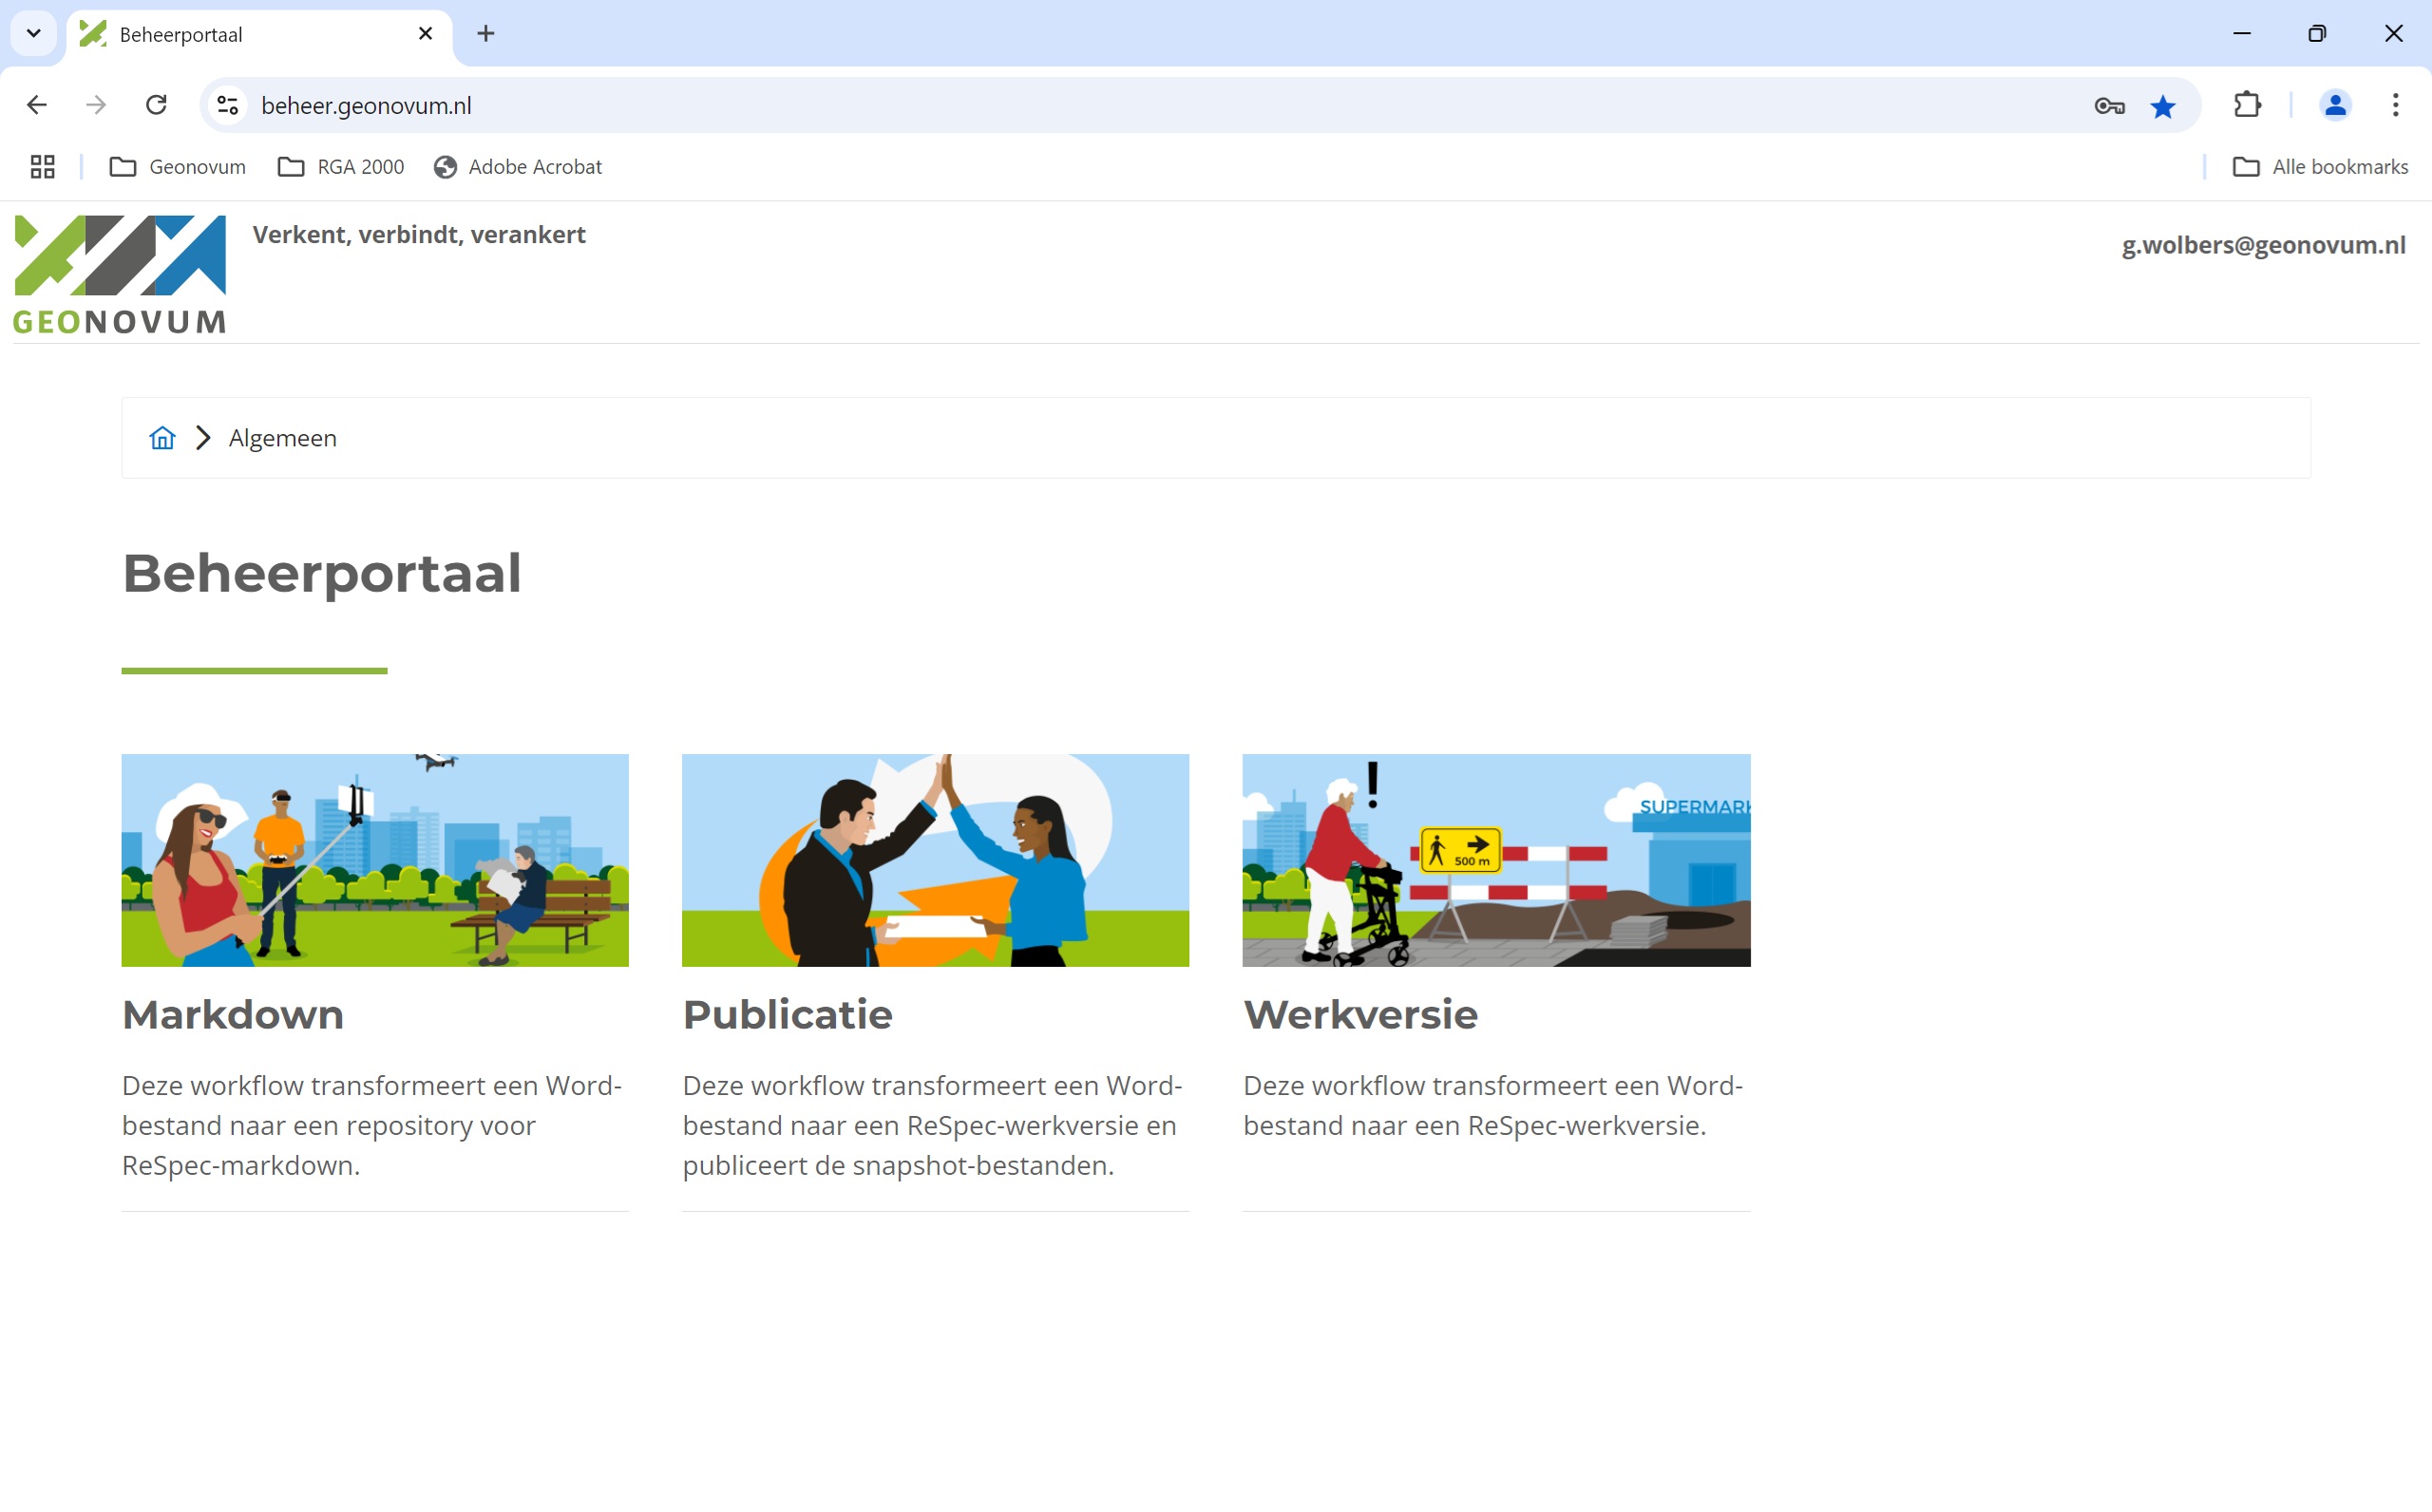 Beheerportaal
beheer.geonovum.nl
Geonovum
RGA 2000
Adobe Acrobat
Alle bookmarks
GEONOVUM
Verkent, verbindt, verankert
g.wolbers@geonovum.nl
Algemeen
Beheerportaal
!
SUPERMARK
500 m
Markdown
Deze workflow transformeert een Word-
bestand naar een repository voor
ReSpec-markdown.
Publicatie
Deze workflow transformeert een Word-
bestand naar een ReSpec-werkversie en
publiceert de snapshot-bestanden.
Werkversie
Deze workflow transformeert een Word-
bestand naar een ReSpec-werkversie.